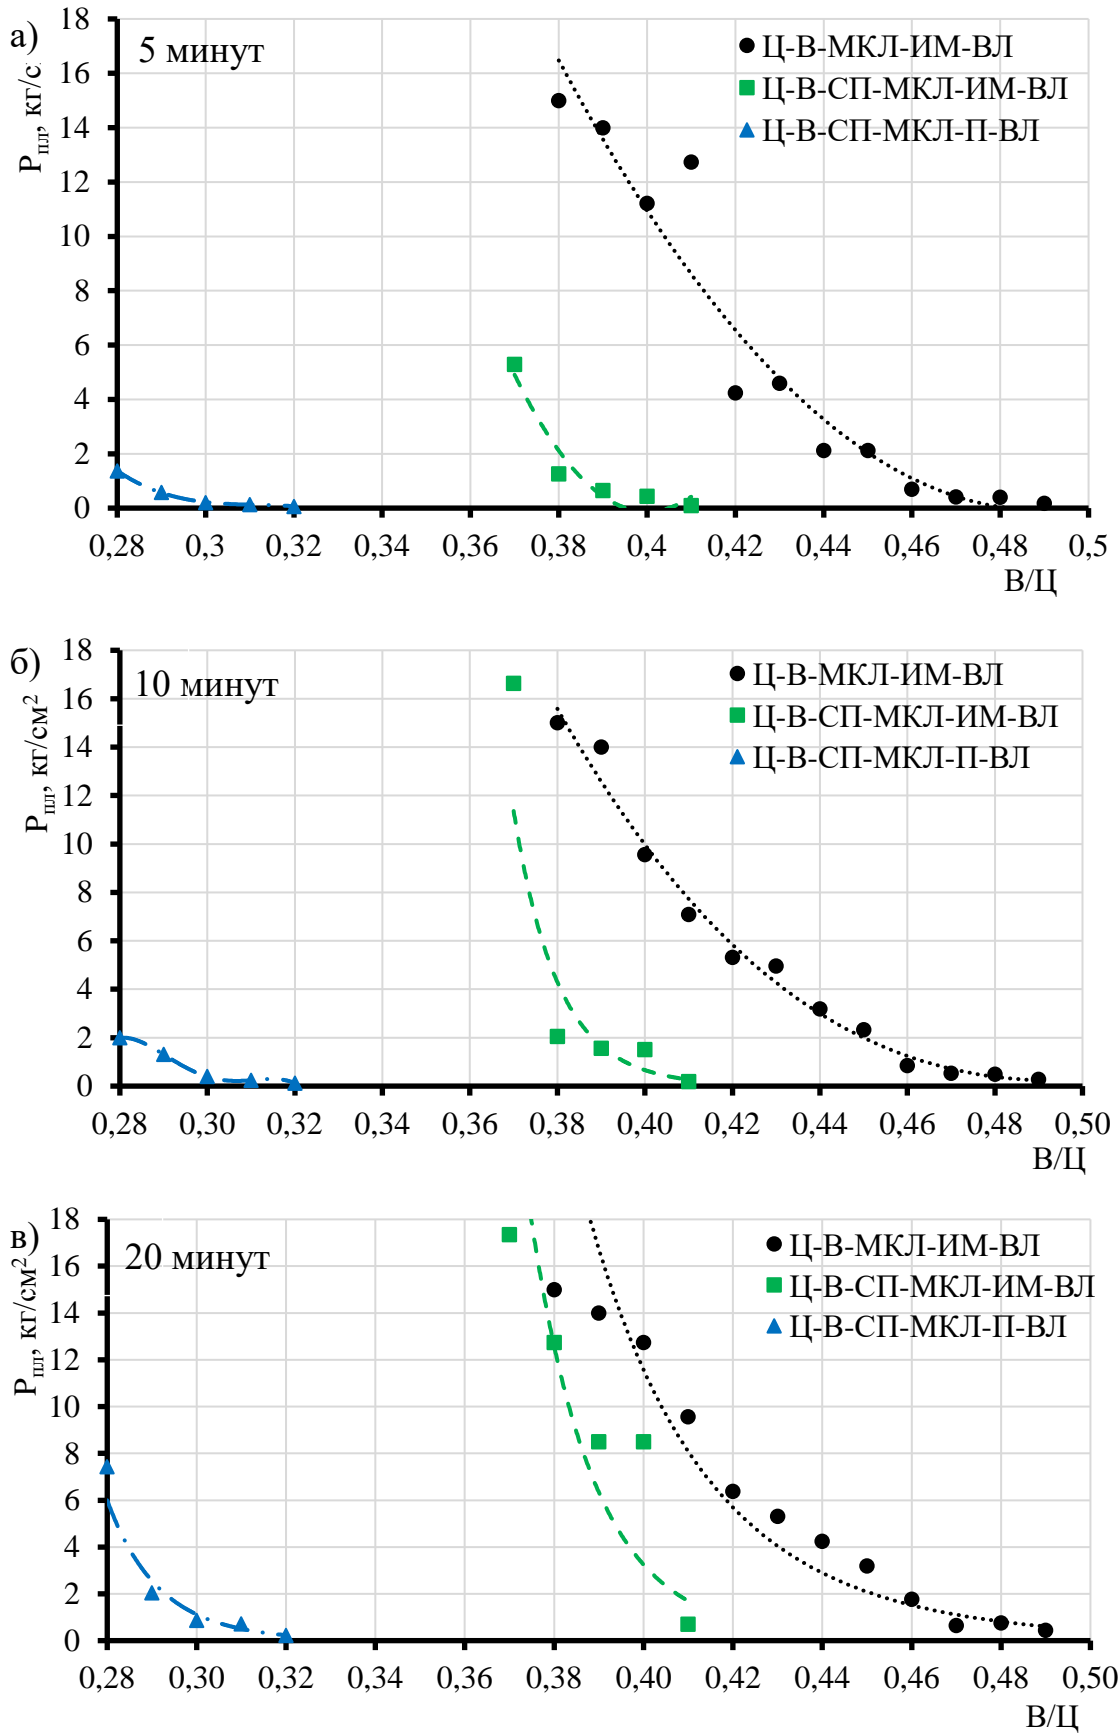 а)
5 минут
Рпл, кг/с
18
16
14
12
10
8
6
4
2
0
Ц-В-МКЛ-ИМ-ВЛ
Ц-В-СП-МКЛ-ИМ-ВЛ
Ц-В-СП-МКЛ-П-ВЛ
0,28 0,3 0,32 0,34 0,36 0,38 0,4 0,42 0,44 0,46 0,48 0,5
В/Ц
б)
10 минут
Рпл, кг/см²
18
16
14
12
10
8
6
4
2
0
Ц-В-МКЛ-ИМ-ВЛ
Ц-В-СП-МКЛ-ИМ-ВЛ
Ц-В-СП-МКЛ-П-ВЛ
0,28 0,30 0,32 0,34 0,36 0,38 0,40 0,42 0,44 0,46 0,48 0,50
В/Ц
в)
20 минут
Рпл, кг/см²
18
16
14
12
10
8
6
4
2
0
Ц-В-МКЛ-ИМ-ВЛ
Ц-В-СП-МКЛ-ИМ-ВЛ
Ц-В-СП-МКЛ-П-ВЛ
0,28 0,30 0,32 0,34 0,36 0,38 0,40 0,42 0,44 0,46 0,48 0,50
В/Ц